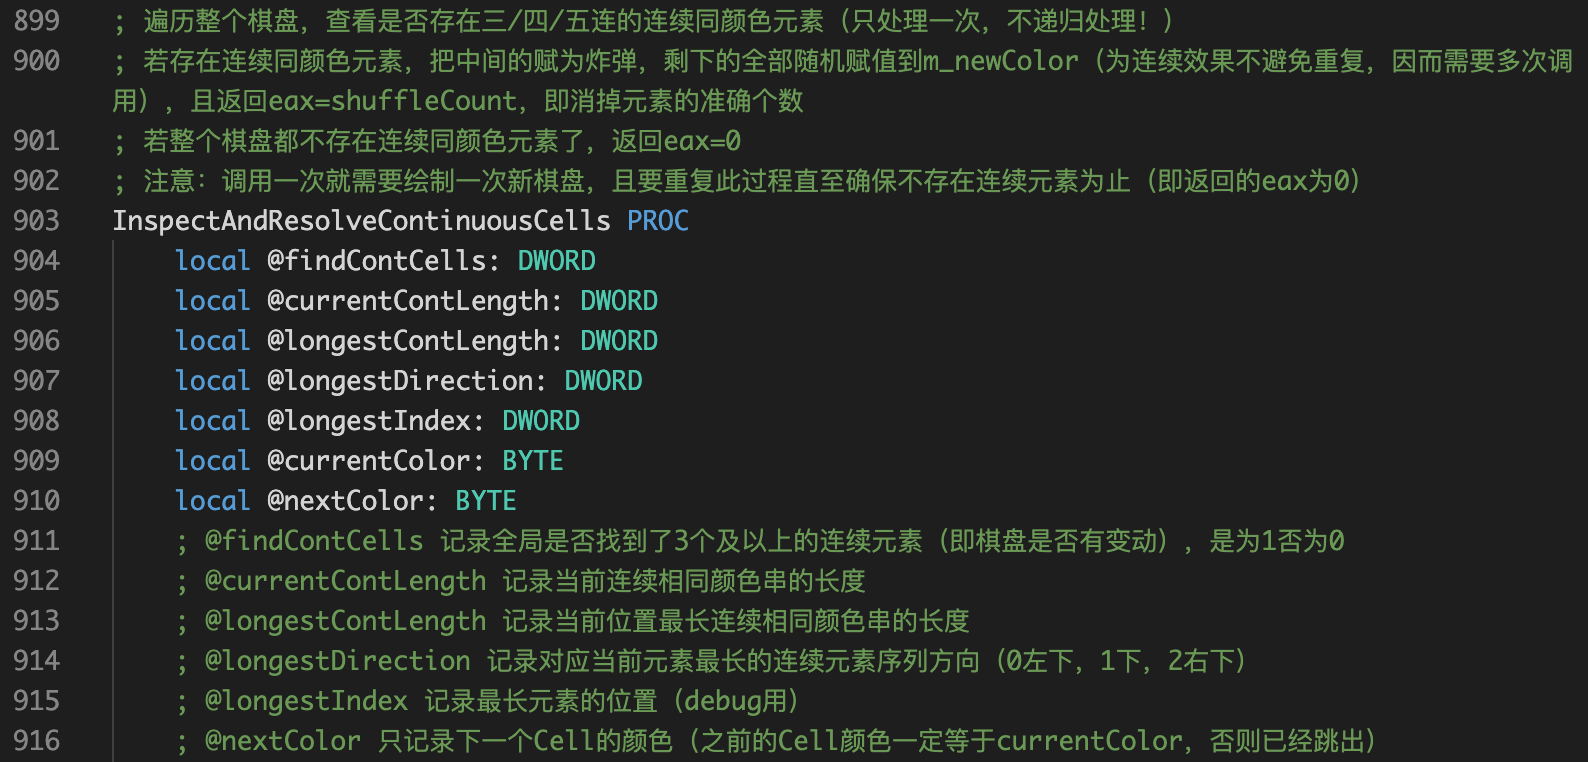 899 ; 遍历整个棋盘，查看是否存在三/四/五连的连续同颜色元素（只处理一次，不递归处理！）
900 ; 若存在连续同颜色元素，把中间的赋为炸弹，剩下的全部随机赋值到m_newColor（为连续效果不避免重复，因而需要多次调
用），且返回eax=shuffleCount，即消掉元素的准确个数
901 ; 若整个棋盘都不存在连续同颜色元素了，返回eax=0
902 ; 注意：调用一次就需要绘制一次新棋盘，且要重复此过程直至确保不存在连续元素为止（即返回的eax为0）
903 InspectAndResolveContinuousCells PROC
904 local @findContCells: DWORD
905 local @currentContLength: DWORD
906 local @longestContLength: DWORD
907 local @longestDirection: DWORD
908 local @longestIndex: DWORD
909 local @currentColor: BYTE
910 local @nextColor: BYTE
911 ; @findContCells 记录全局是否找到了3个及以上的连续元素（即棋盘是否有变动），是为1否为0
912 ; @currentContLength 记录当前连续相同颜色串的长度
913 ; @longestContLength 记录当前位置最长连续相同颜色串的长度
914 ; @longestDirection 记录对应当前元素最长的连续元素序列方向（0左下，1下，2右下）
915 ; @longestIndex 记录最长元素的位置（debug用）
916 ; @nextColor 只记录下一个Cell的颜色（之前的Cell颜色一定等于currentColor，否则已经跳出）